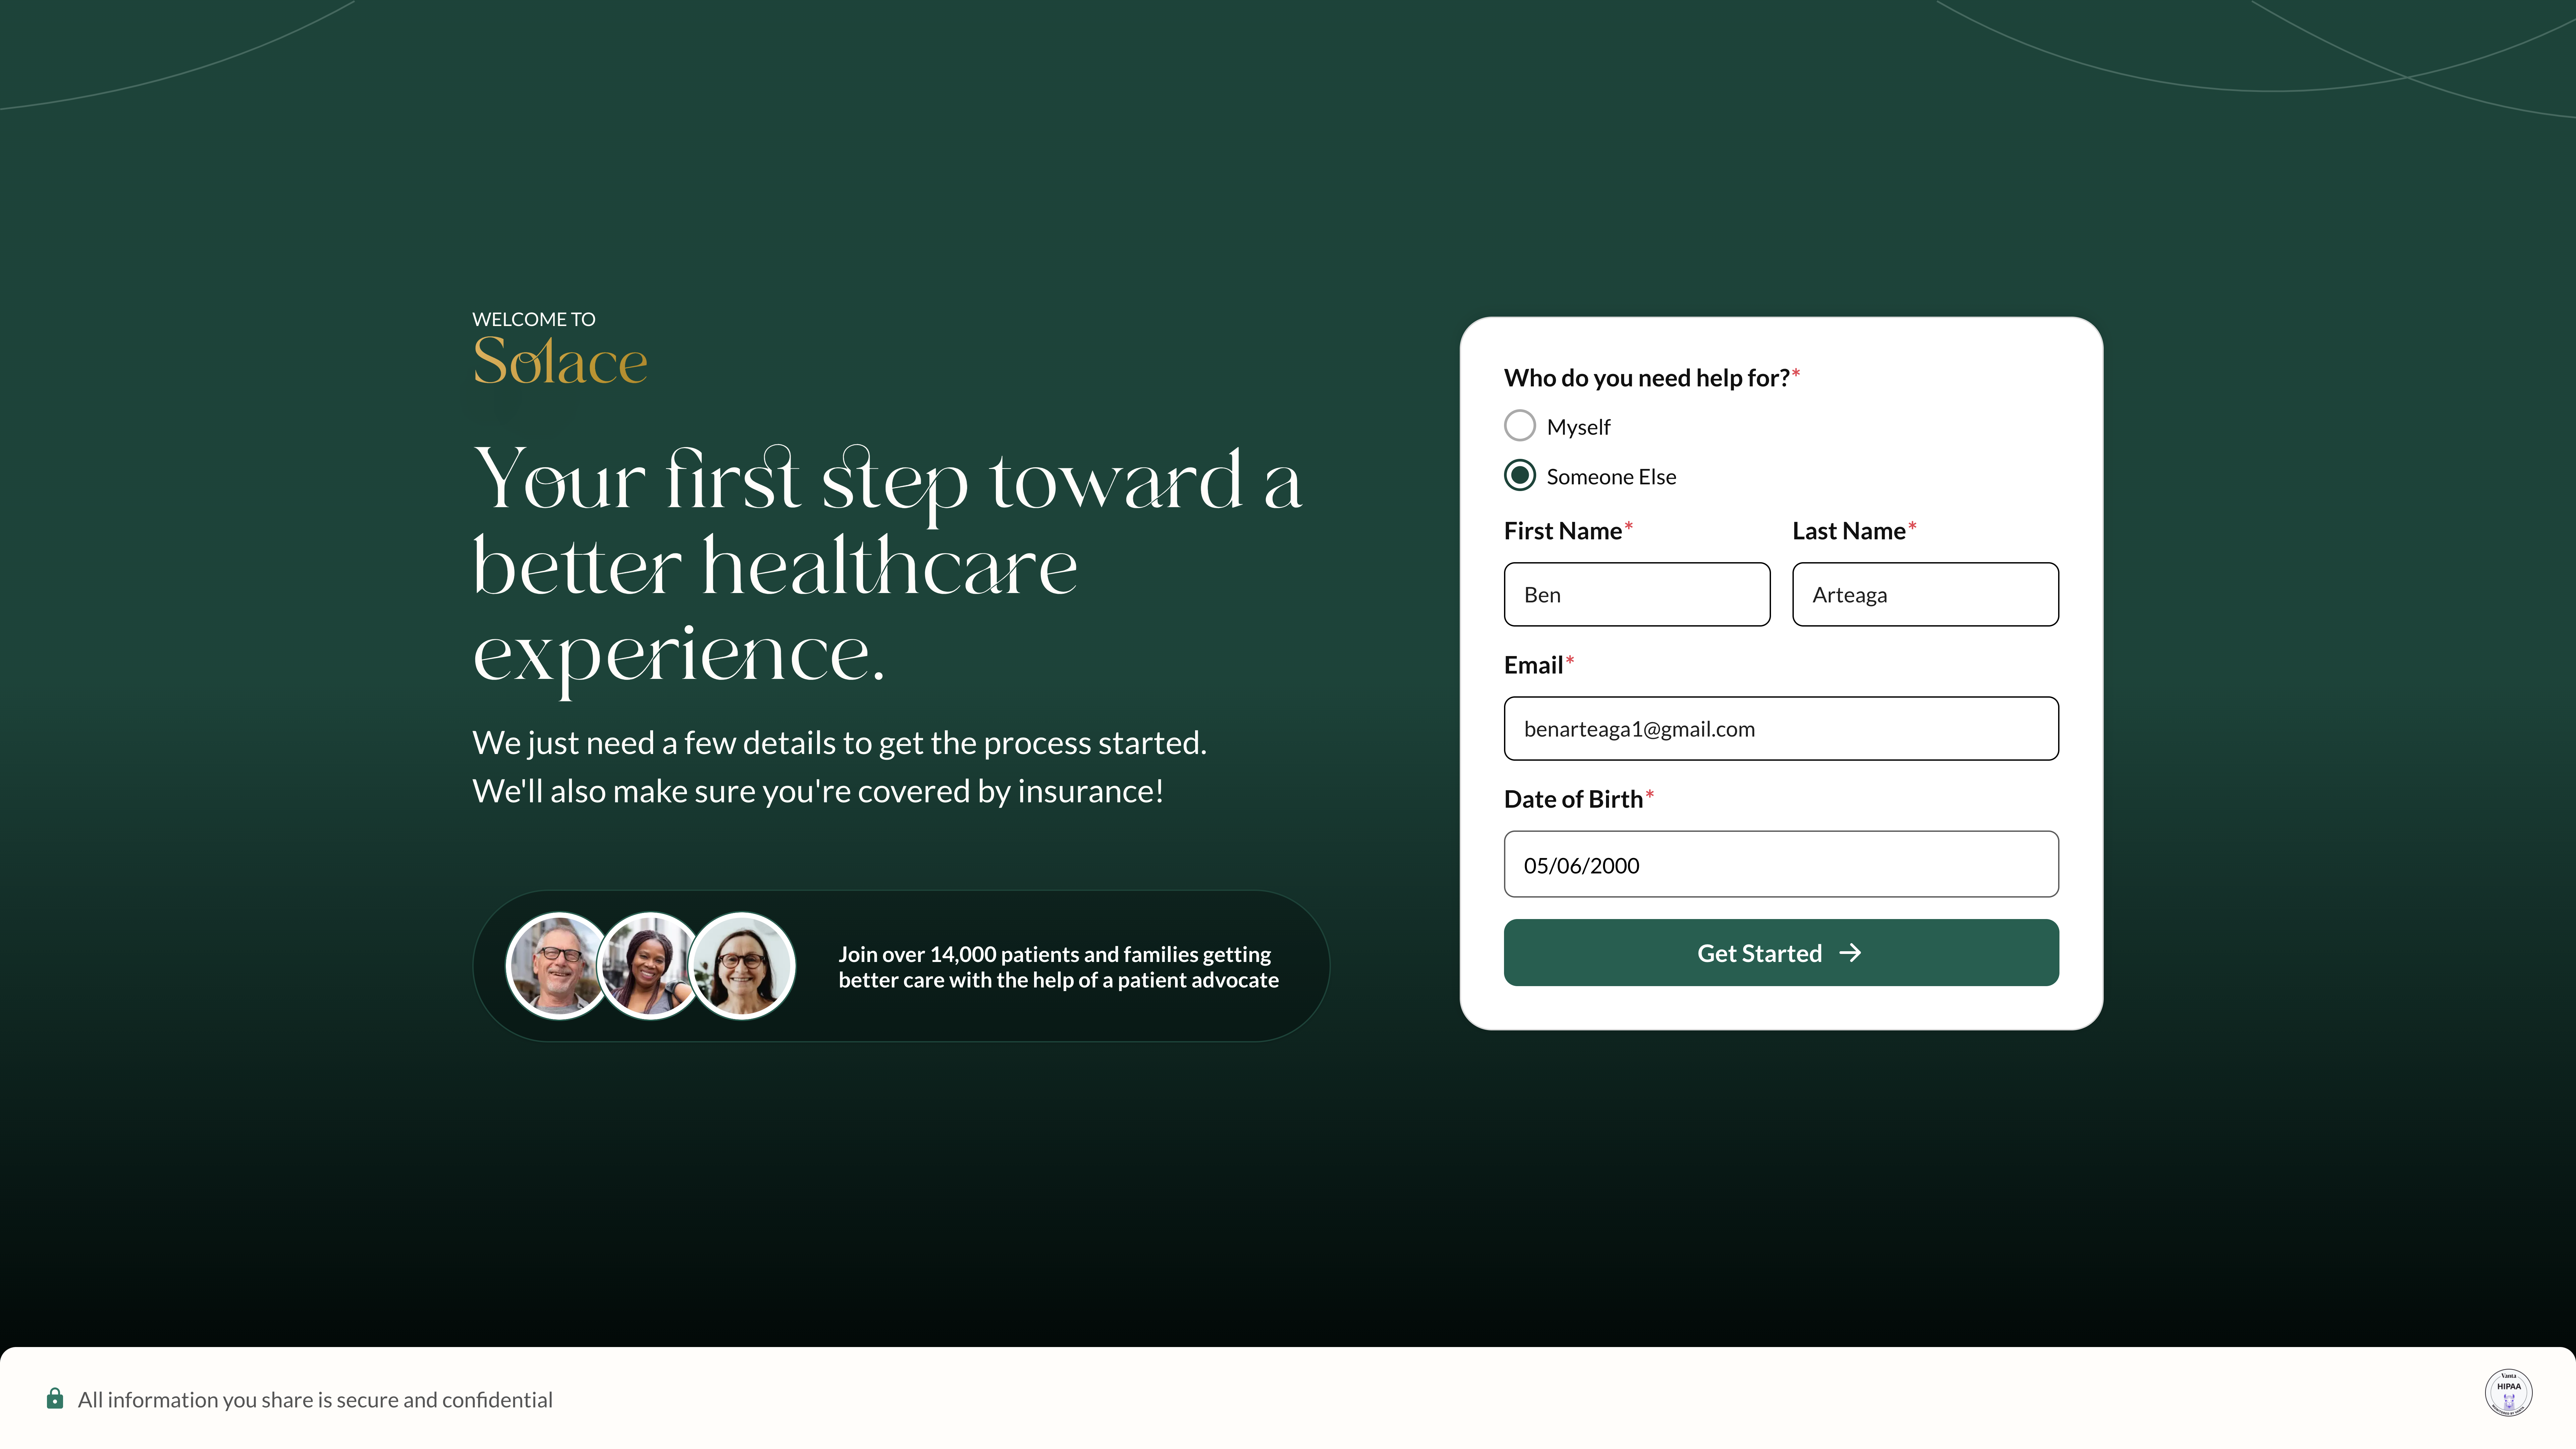 WELCOME TO
Solace
Your first step toward a
better healthcare
experience.
We just need a few details to get the process started.
We'll also make sure you're covered by insurance!
Join over 14,000 patients and families getting
better care with the help of a patient advocate
Who do you need help for?*
Myself
Someone Else
First Name*
Last Name*
Ben
Arteaga
Email*
benarteaga1@gmail.com
Date of Birth*
05/06/2000
Get Started
All information you share is secure and confidential
Vanta
HIPAA